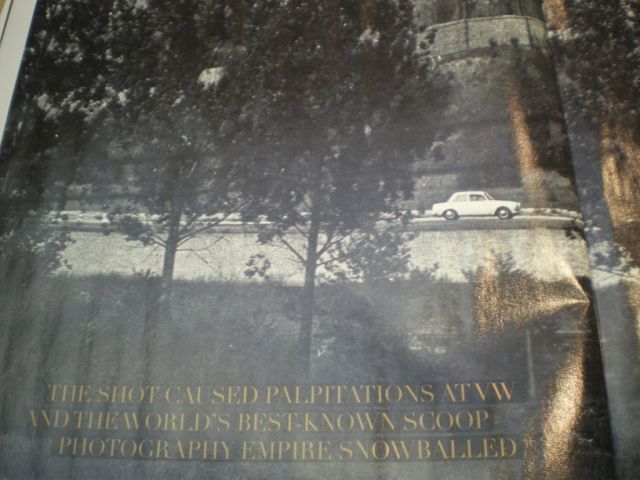 THE SHOT CAUSED PALPITATIONS AT VW
AND THE WORLD'S BEST-KNOWN SCOOP
PHOTOGRAPHY EMPIRE SNOWBALLED